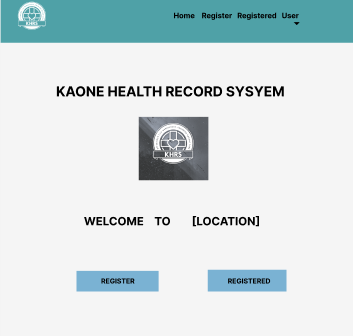 KHRS
Home Register Registered User
KAONE HEALTH RECORD SYSYEM
KHRS
WELCOME TO [LOCATION]
REGISTER REGISTERED